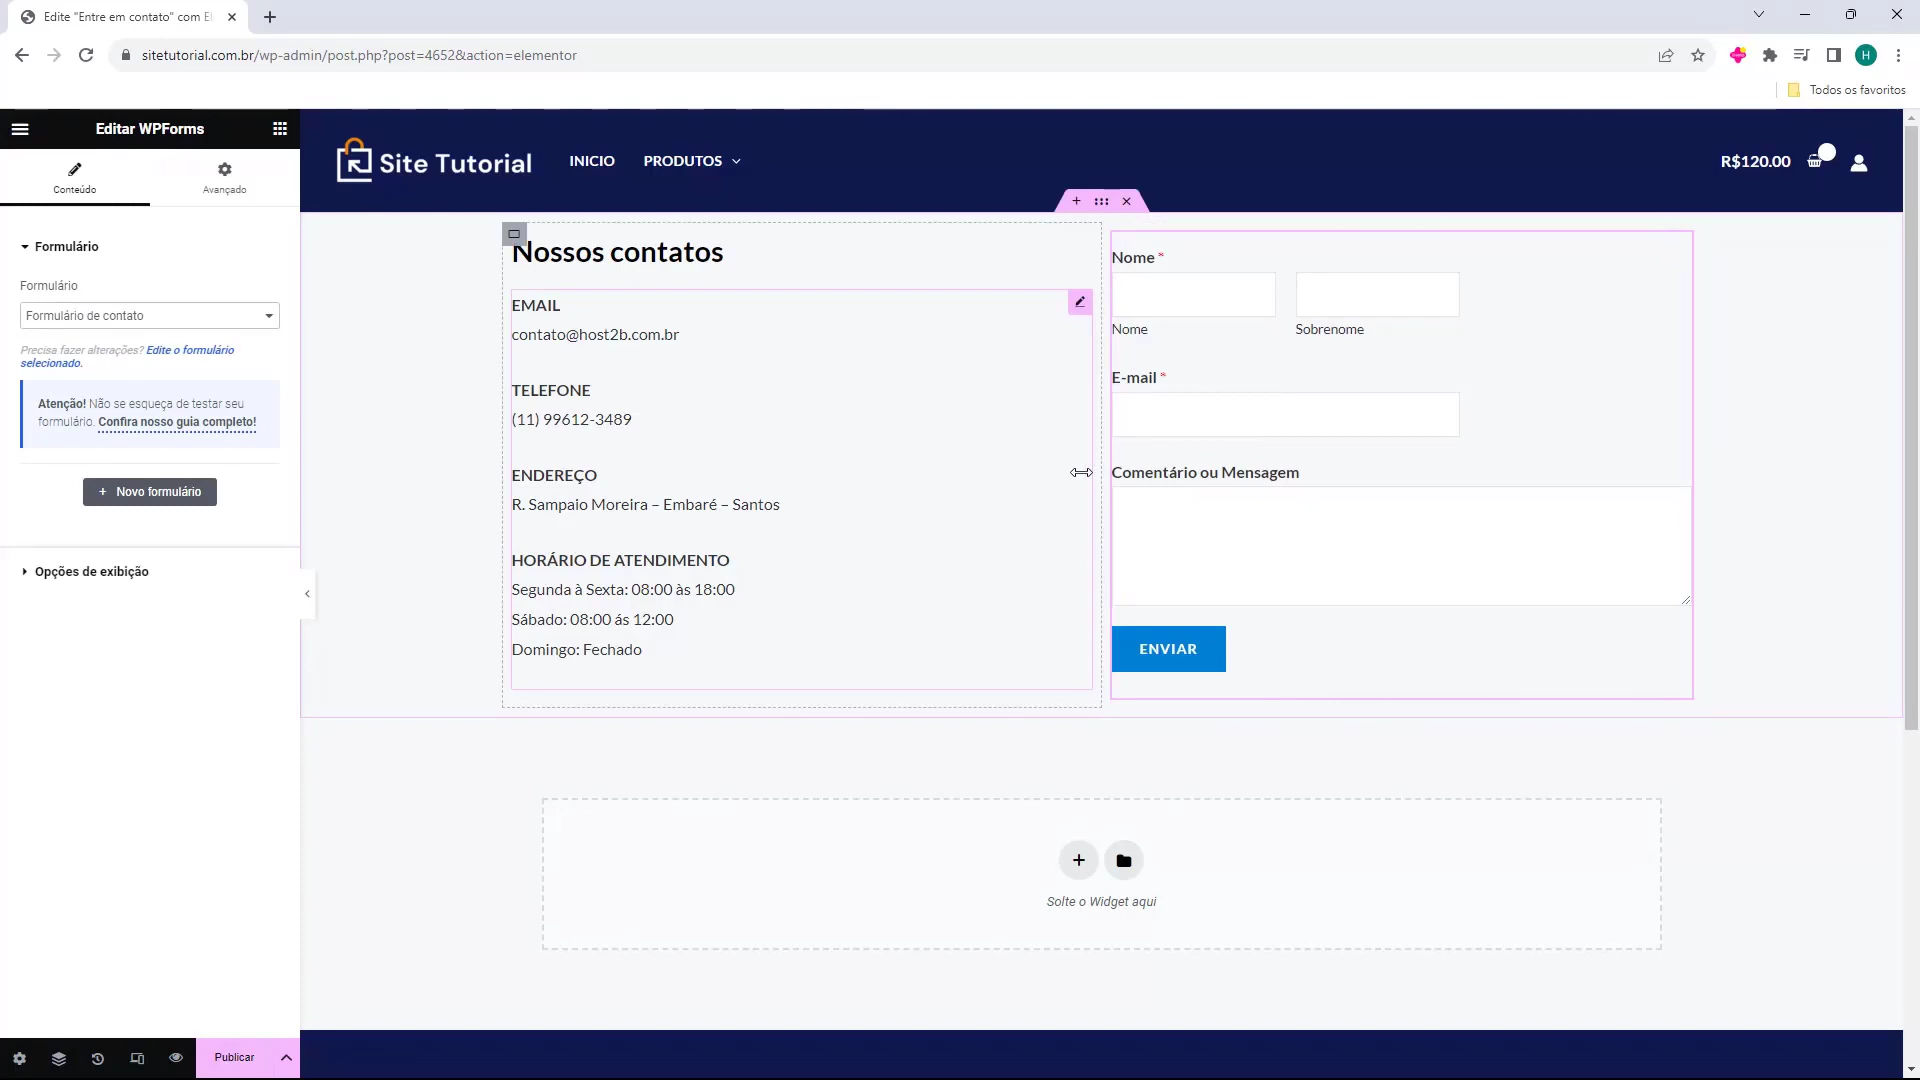 Edite "Entre em contato" com El
sitetutorial.com.br/wp-admin/post.php?post=4652&action=elementor
H
Todos os favoritos
Editar WPForms
Conteúdo
Avançado
Formulário
Formulário
Formulário de contato
Precisa fazer alterações? Edite o formulário
selecionado.
Atenção! Não se esqueça de testar seu
formulário. Confira nosso guia completo!
+ Novo formulário
Opções de exibição
Publicar
Site Tutorial
INICIO
PRODUTOS
R$120.00
Nossos contatos
EMAIL
contato@host2b.com.br
TELEFONE
(11) 99612-3489
ENDEREÇO
R. Sampaio Moreira – Embaré – Santos
HORÁRIO DE ATENDIMENTO
Segunda à Sexta: 08:00 às 18:00
Sábado: 08:00 ás 12:00
Domingo: Fechado
Nome *
Nome
Sobrenome
E-mail *
Comentário ou Mensagem
ENVIAR
Solte o Widget aqui